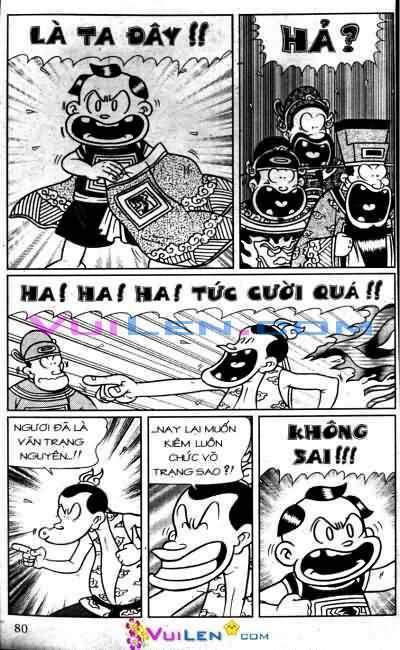 LÀ TA ĐÂY!!
HẢ?
HA! HA! HA! TỨC CƯỜI QUÁ!!
VuiLen.com
NGƯƠI ĐÃ LÀ
VĂN TRẠNG
NGUYÊN..!!
..NAY LẠI MUỐN
KIÊM LUÔN
CHỨC VÕ
TRẠNG SAO?!
KHÔNG
SAI!!!
80
VuiLen.com